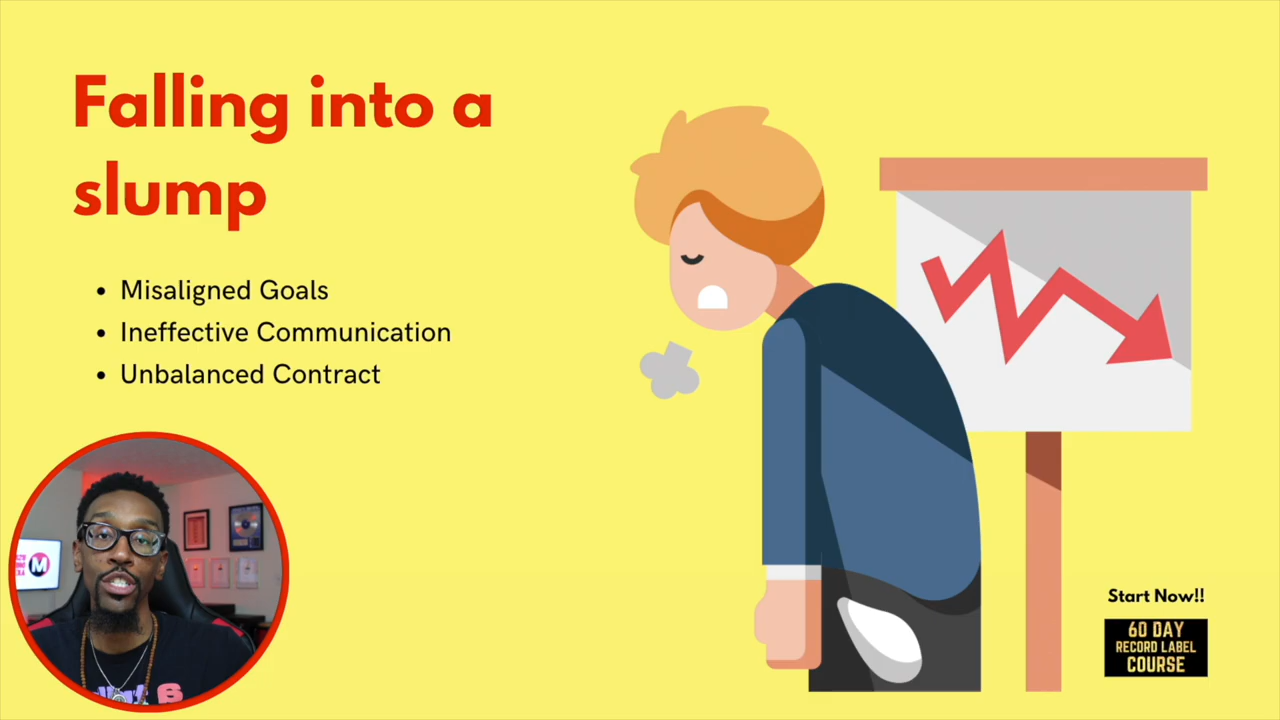 Falling into a
slump
Misaligned Goals
Ineffective Communication
Unbalanced Contract
M
Start Now!!
60 DAY
RECORD LABEL
COURSE